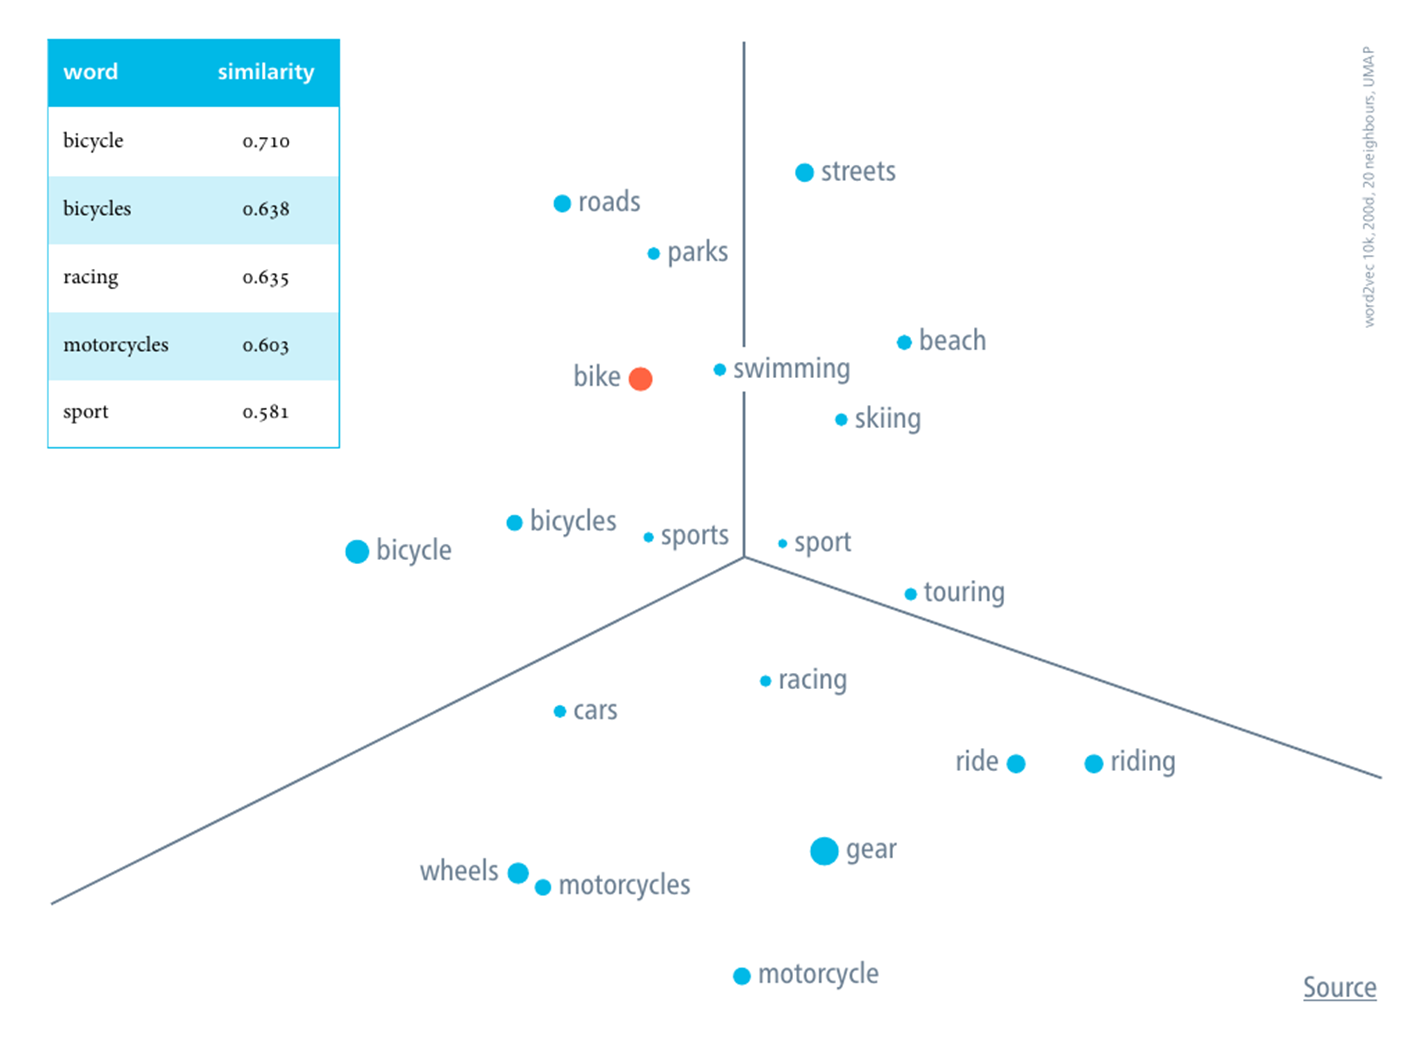 word similarity
bicycle 0.710
bicycles 0.638
racing 0.635
motorcycles 0.603
sport 0.581
word2vec 10k, 200d, 20 neighbours, UMAP
streets
roads
parks
beach
swimming
bike
skiing
bicycles
sports
sport
bicycle
touring
racing
cars
ride
riding
gear
wheels
motorcycles
motorcycle
Source